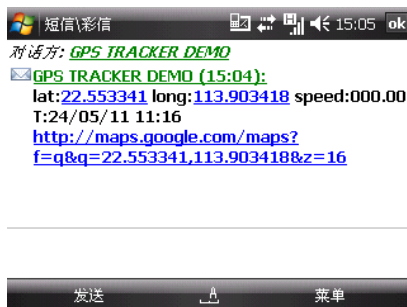 短信\彩信 15:05 ok
对话方: GPS TRACKER DEMO
GPS TRACKER DEMO (15:04):
lat:22.553341 long:113.903418 speed:000.00
T:24/05/11 11:16
http://maps.google.com/maps?
f=q&q=22.553341,113.903418&z=16
发送 菜单